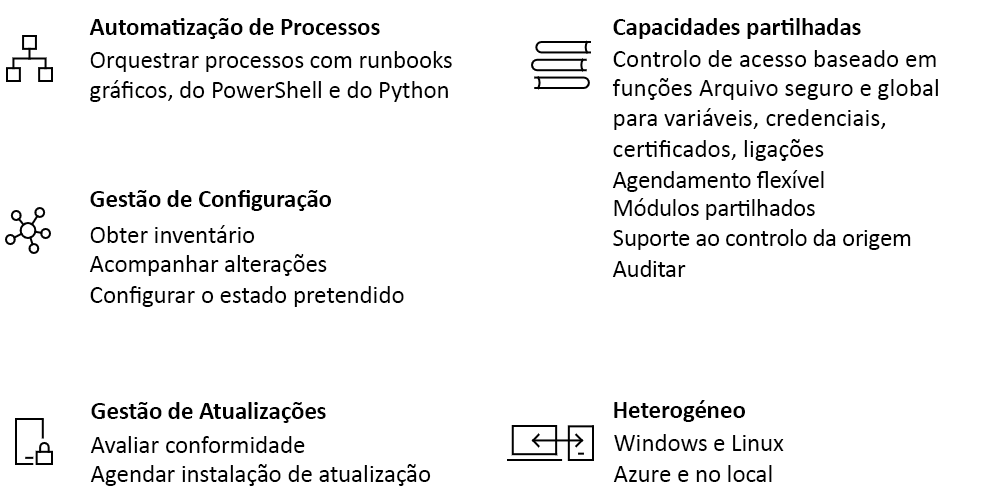 Automatização de Processos
Orquestrar processos com runbooks
gráficos, do PowerShell e do Python
Gestão de Configuração
Obter inventário
Acompanhar alterações
Configurar o estado pretendido
Gestão de Atualizações
Avaliar conformidade
Agendar instalação de atualização
Capacidades partilhadas
Controlo de acesso baseado em
funções Arquivo seguro e global
para variáveis, credenciais,
certificados, ligações
Agendamento flexível
Módulos partilhados
Suporte ao controlo da origem
Auditar
Heterogéneo
Windows e Linux
Azure e no local